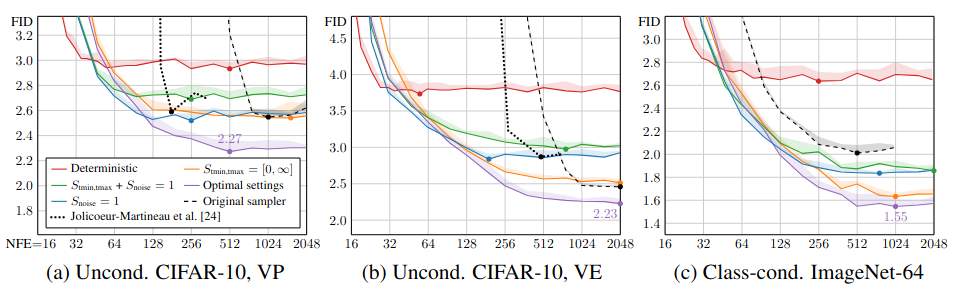 FID
3.2
3.0
2.8
2.6
2.4
2.2
2.0
1.8
2.27
Deterministic
Stmin,tmax + Snoise = 1
Snoise = 1
Jolicoeur-Martineau et al. [24]
Stmin,tmax = [0,∞]
Optimal settings
Original sampler
NFE=16 32 64 128 256 512 1024 2048
(a) Uncond. CIFAR-10, VP
FID
4.5
4.0
3.5
3.0
2.5
2.0
2.23
16 32 64 128 256 512 1024 2048
(b) Uncond. CIFAR-10, VE
FID
3.0
2.8
2.6
2.4
2.2
2.0
1.8
1.6
1.4
1.55
16 32 64 128 256 512 1024 2048
(c) Class-cond. ImageNet-64